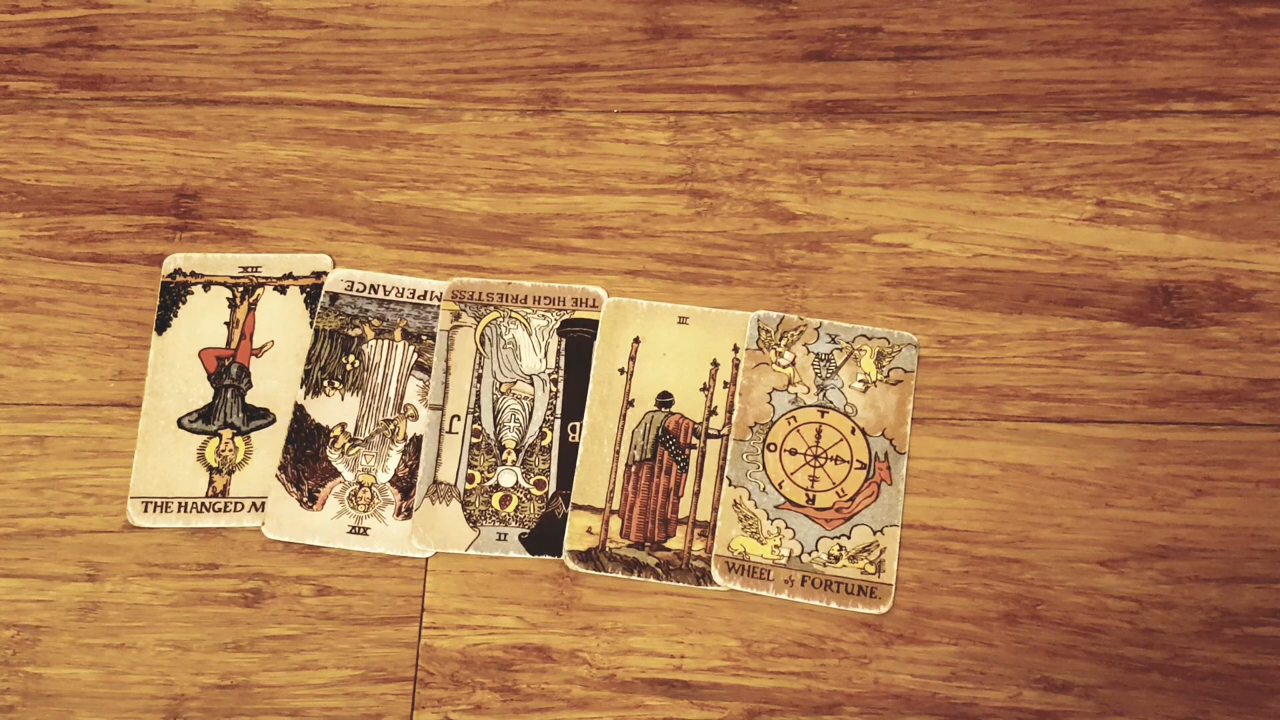 XII
THE HANGED M
MPERANCE.
XIV
THE HIGH PRIESTESS
J
B
II
III
X
T
A
R
O
WHEEL of FORTUNE.